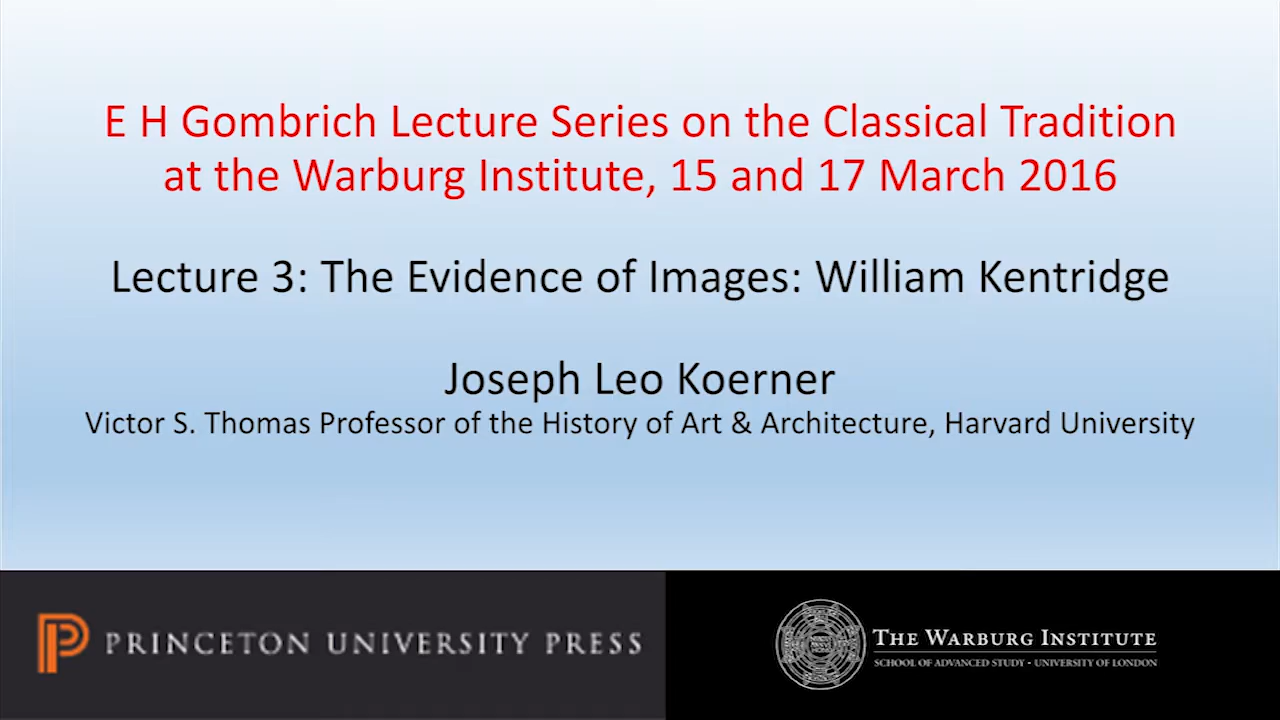 E H Gombrich Lecture Series on the Classical Tradition
at the Warburg Institute, 15 and 17 March 2016
Lecture 3: The Evidence of Images: William Kentridge
Joseph Leo Koerner
Victor S. Thomas Professor of the History of Art & Architecture, Harvard University
PRINCETON UNIVERSITY PRESS
THE WARBURG INSTITUTE
SCHOOL OF ADVANCED STUDY · UNIVERSITY OF LONDON